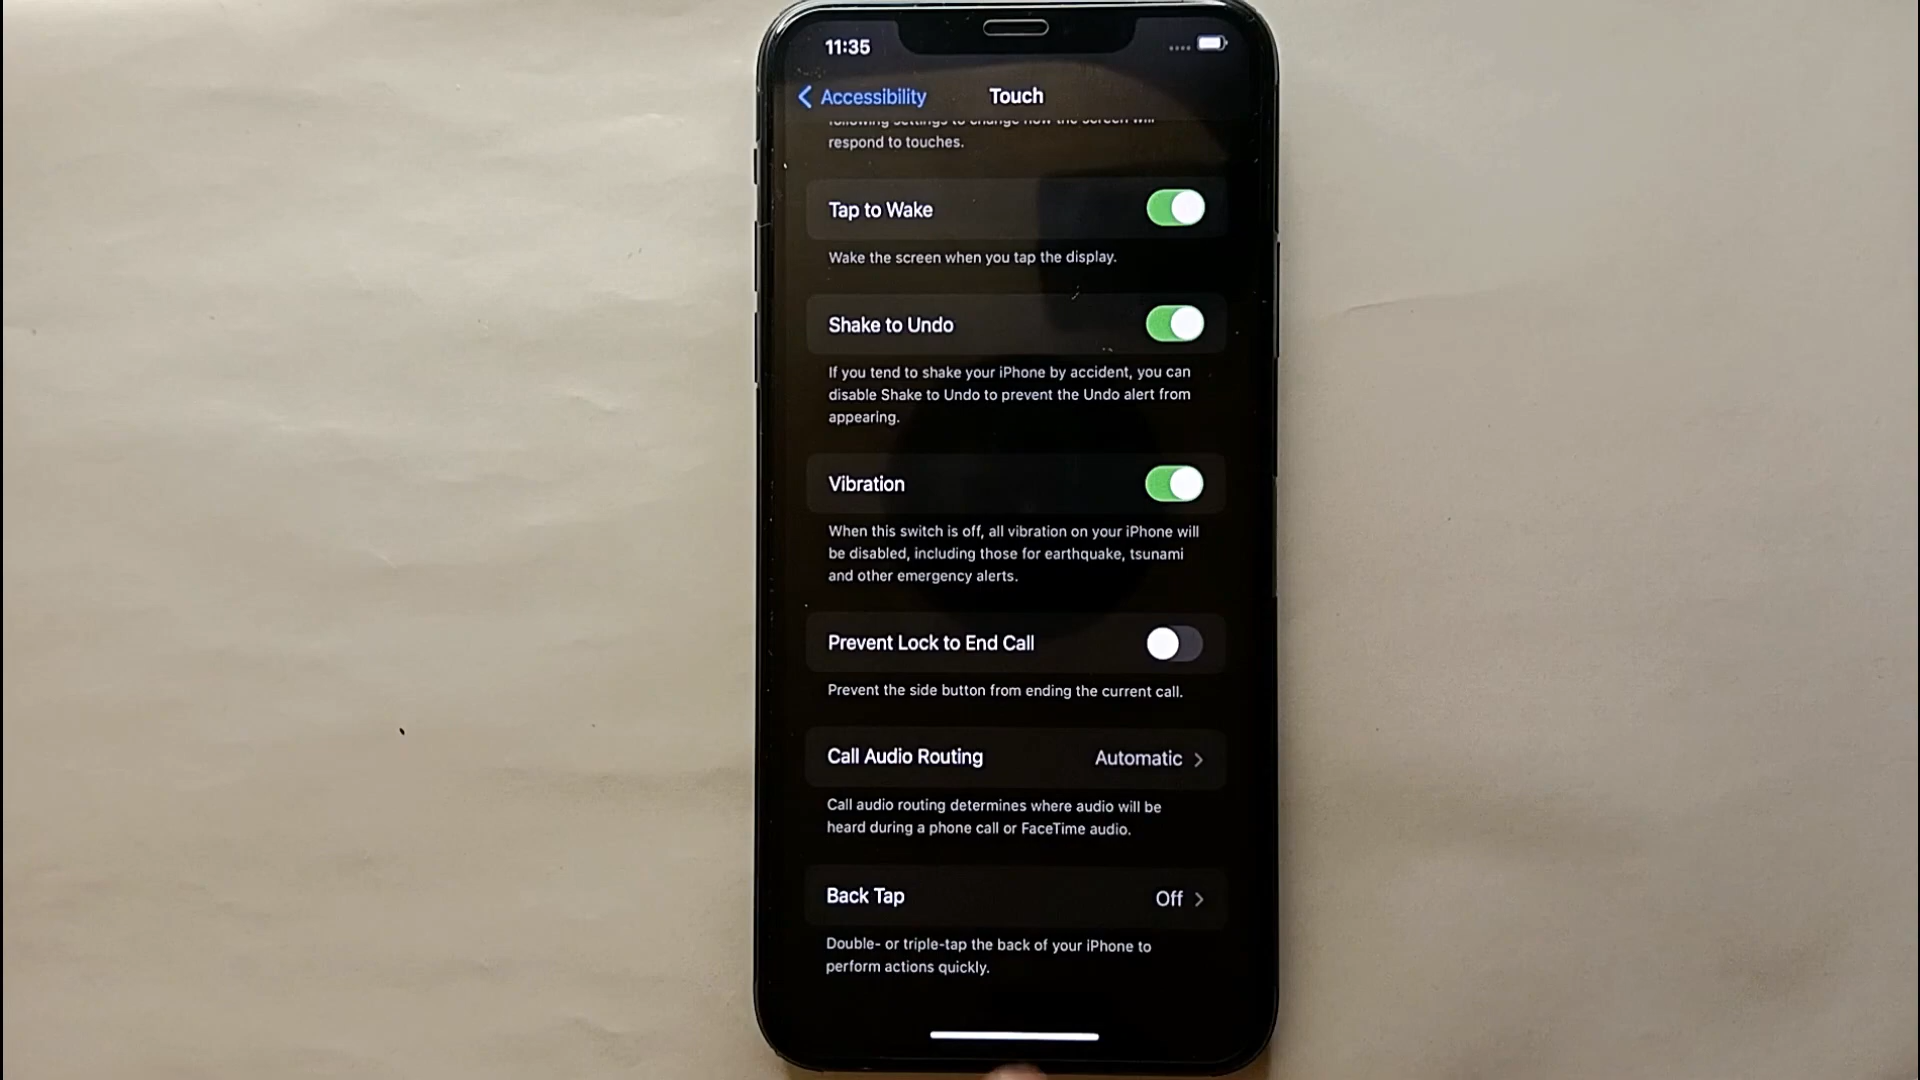 11:35
Accessibility
Touch
following settings to change how the screen will
respond to touches.
Tap to Wake
Wake the screen when you tap the display.
Shake to Undo
If you tend to shake your iPhone by accident, you can
disable Shake to Undo to prevent the Undo alert from
appearing.
Vibration
When this switch is off, all vibration on your iPhone will
be disabled, including those for earthquake, tsunami
and other emergency alerts.
Prevent Lock to End Call
Prevent the side button from ending the current call.
Call Audio Routing
Automatic
Call audio routing determines where audio will be
heard during a phone call or FaceTime audio.
Back Tap
Off
Double- or triple-tap the back of your iPhone to
perform actions quickly.